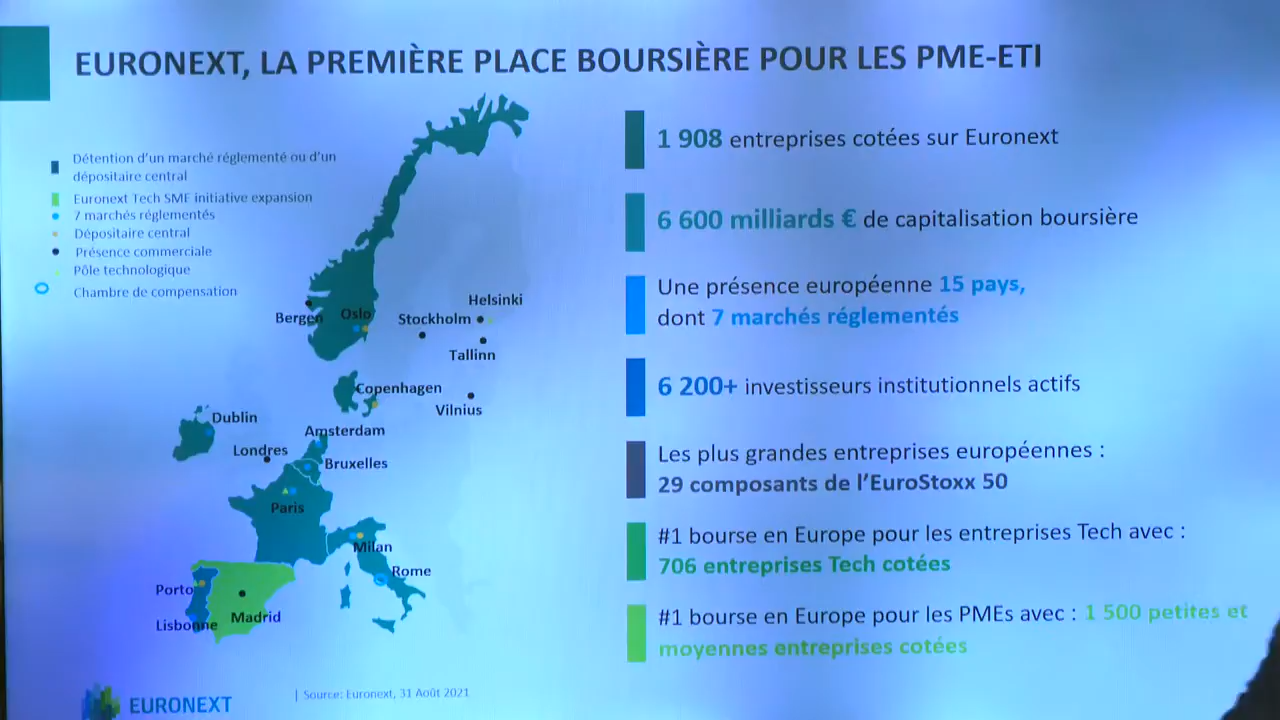 EURONEXT, LA PREMIÈRE PLACE BOURSIÈRE POUR LES PME-ETI
Détention d'un marché réglementé ou d'un
dépositaire central
Euronext Tech SME initiative expansion
7 marchés réglementés
Dépositaire central
Présence commerciale
Pôle technologique
Chambre de compensation
Bergen
Oslo
Stockholm
Helsinki
Tallinn
Copenhagen
Vilnius
Dublin
Amsterdam
Londres
Bruxelles
Paris
Milan
Rome
Porto
Madrid
Lisbonne
1 908 entreprises cotées sur Euronext
6 600 milliards € de capitalisation boursière
Une présence européenne 15 pays,
dont 7 marchés réglementés
6 200+ investisseurs institutionnels actifs
Les plus grandes entreprises européennes :
29 composants de l'EuroStoxx 50
#1 bourse en Europe pour les entreprises Tech avec :
706 entreprises Tech cotées
#1 bourse en Europe pour les PMEs avec : 1 500 petites et
moyennes entreprises cotées
EURONEXT
| Source: Euronext, 31 Août 2021